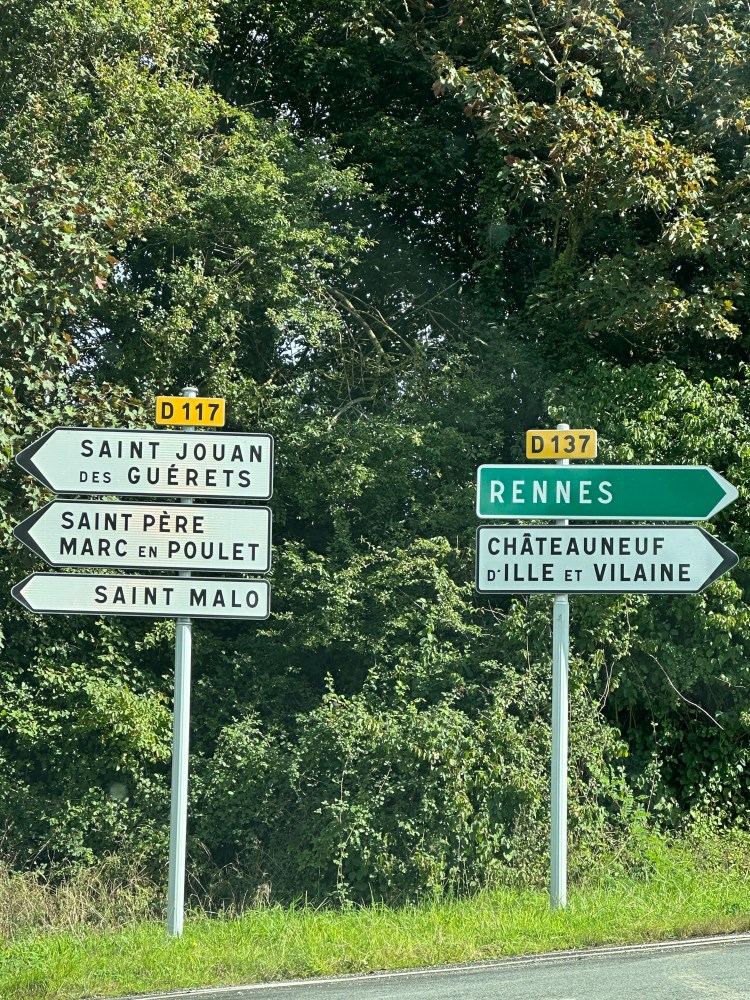 D 117
SAINT JOUAN
DES GUÉRETS
SAINT PÈRE
MARC EN POULET
SAINT MALO
D 137
RENNES
CHÂTEAUNEUF
D'ILLE ET VILAINE